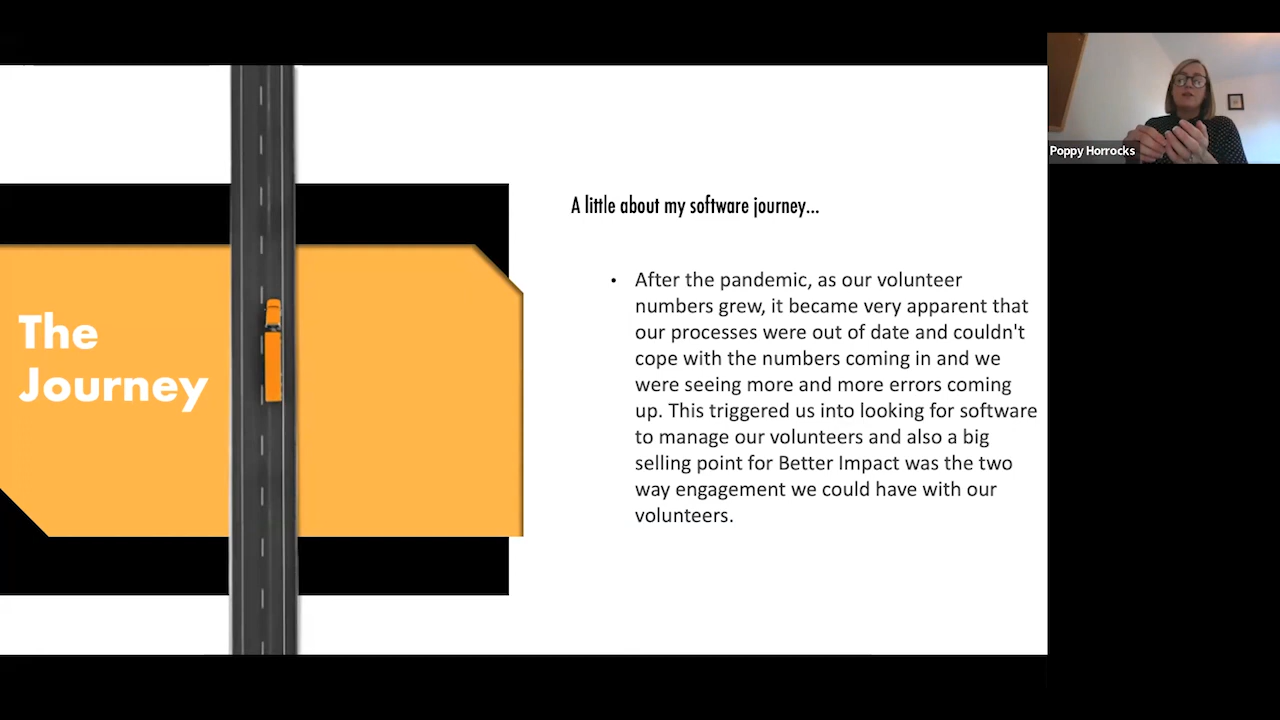 The
Journey
A little about my software journey...
• After the pandemic, as our volunteer
numbers grew, it became very apparent that
our processes were out of date and couldn't
cope with the numbers coming in and we
were seeing more and more errors coming
up. This triggered us into looking for software
to manage our volunteers and also a big
selling point for Better Impact was the two
way engagement we could have with our
volunteers.
Poppy Horrocks